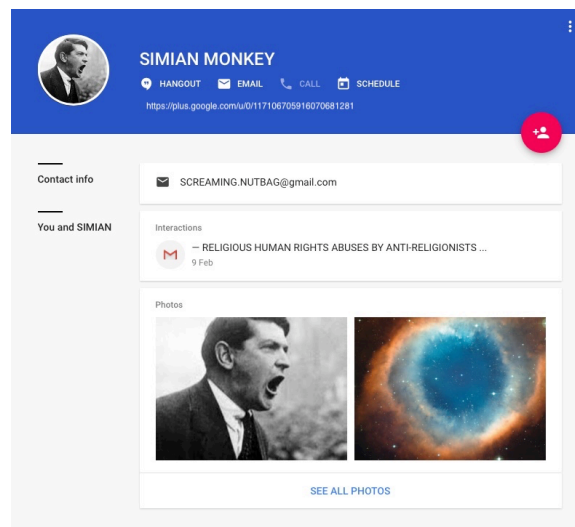 SIMIAN MONKEY
HANGOUT EMAIL CALL SCHEDULE
https://plus.google.com/u/0/117106705916070681281
Contact info
SCREAMING.NUTBAG@gmail.com
You and SIMIAN
Interactions
— RELIGIOUS HUMAN RIGHTS ABUSES BY ANTI-RELIGIONISTS ...
9 Feb
Photos
SEE ALL PHOTOS